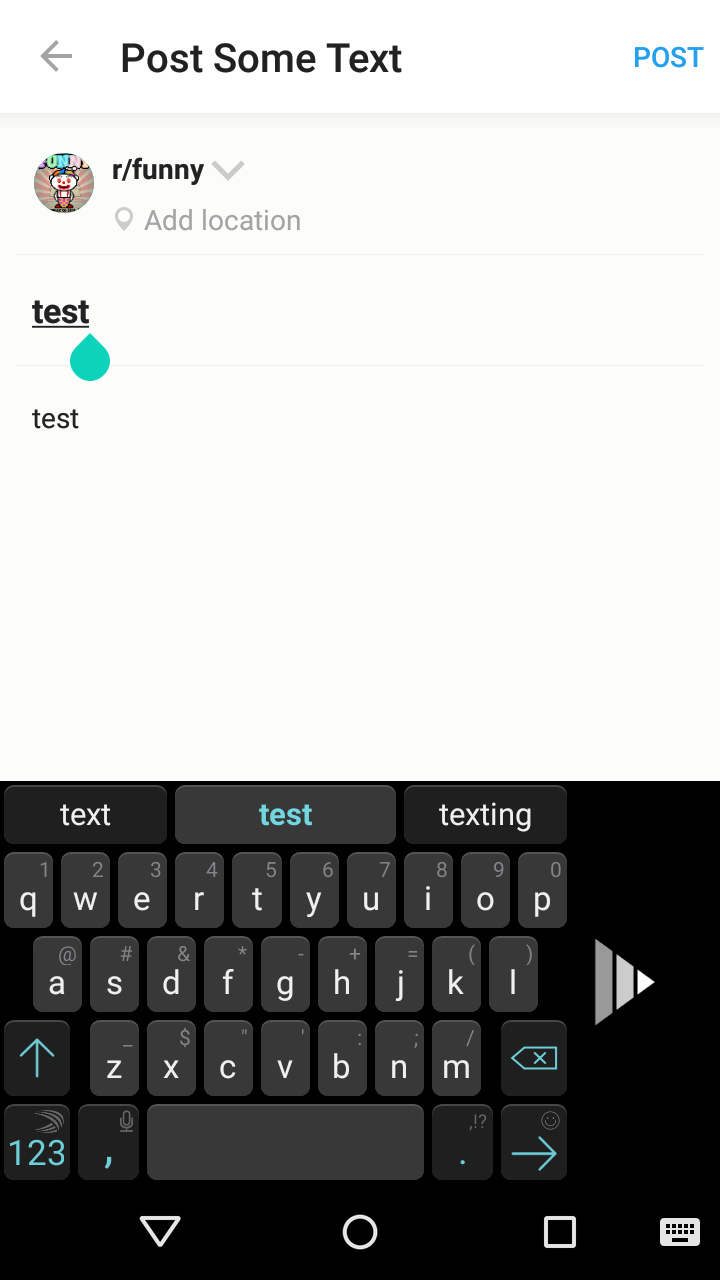 Post Some Text POST
FUNNY
r/funny
Add location
test
test
text test texting
1 2 3 4 5 6 7 8 9 0
q w e r t y u i o p
@ # & * - + = ( )
a s d f g h j k l
_ $ " ' : ; /
z x c v b n m
,!?
123 , .